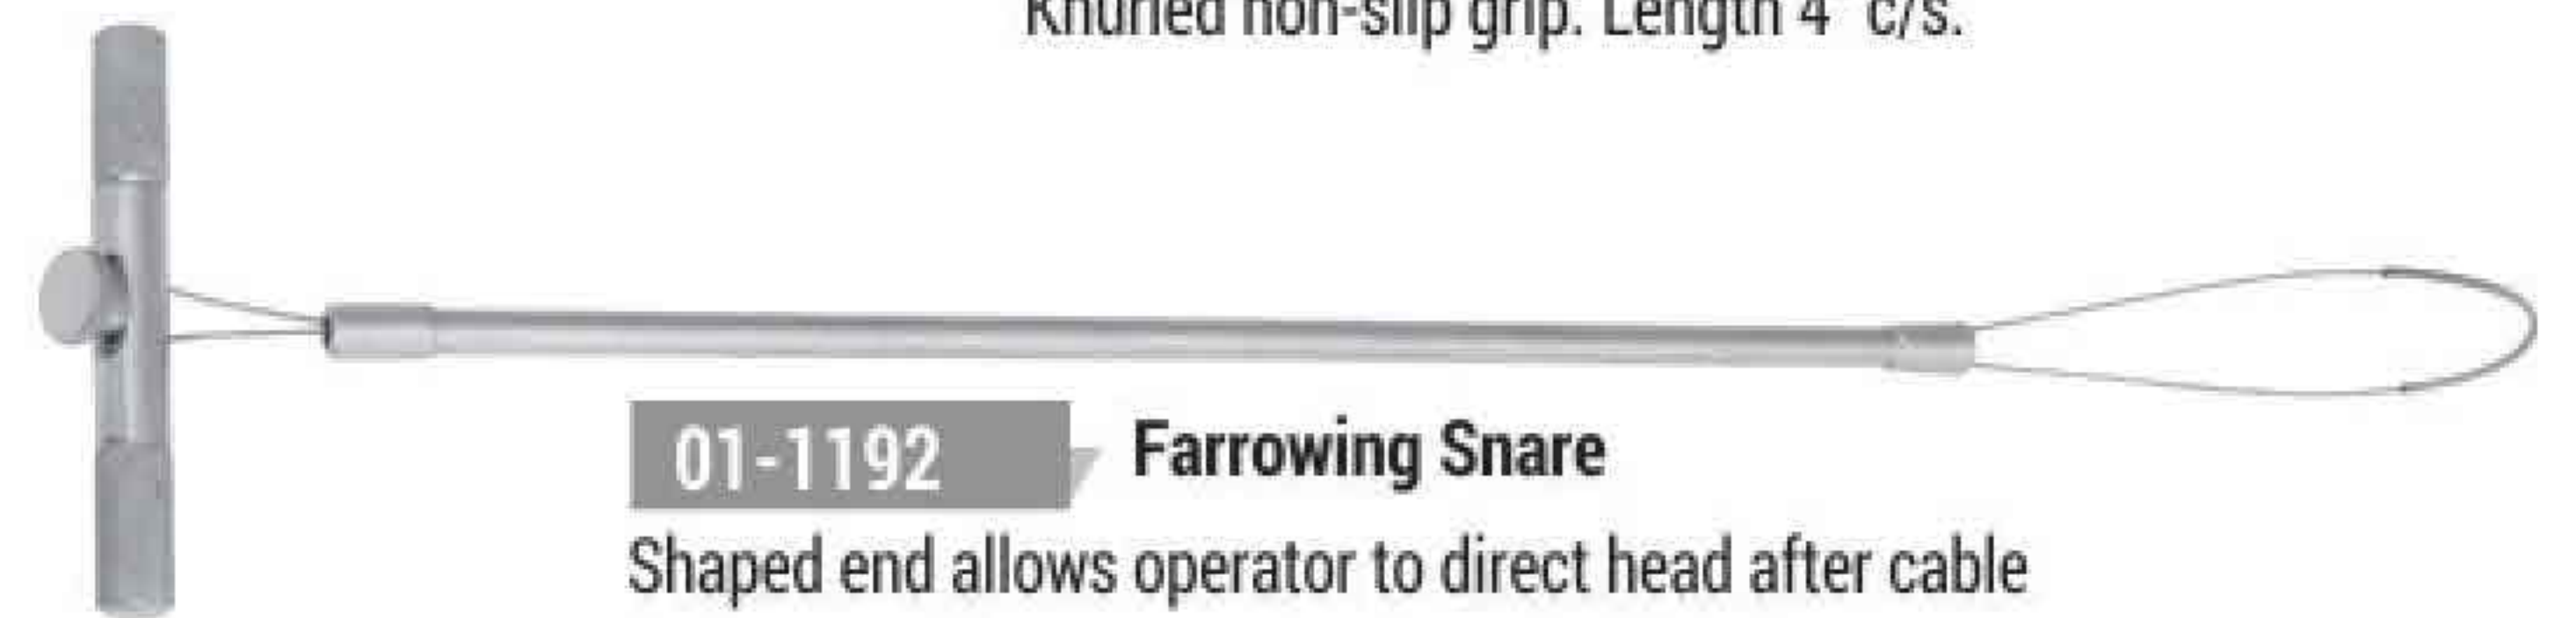 Knurled non-slip grip. Length 4" c/s.
01-1192 Farrowing Snare
Shaped end allows operator to direct head after cable